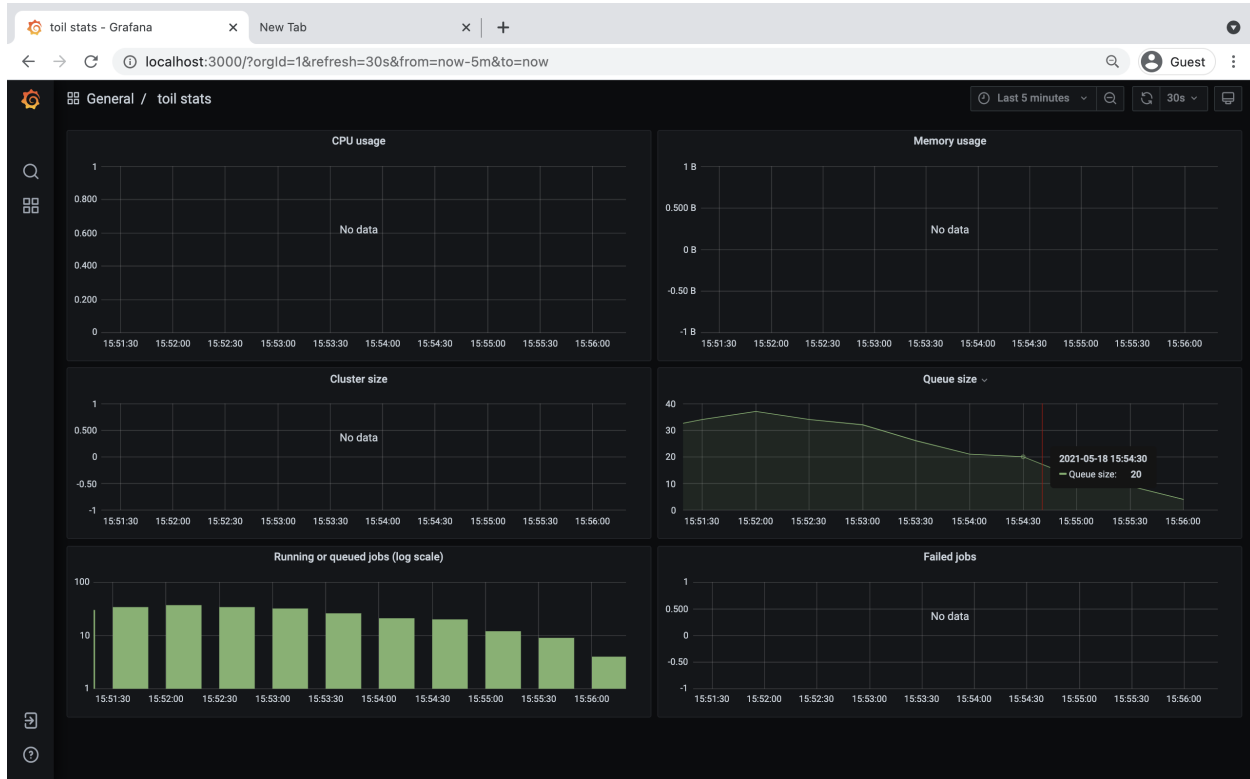 toil stats - Grafana
New Tab
localhost:3000/?orgId=1&refresh=30s&from=now-5m&to=now
Guest
General / toil stats
Last 5 minutes
30s
CPU usage
1
0.800
0.600
0.400
0.200
0
No data
15:51:30 15:52:00 15:52:30 15:53:00 15:53:30 15:54:00 15:54:30 15:55:00 15:55:30 15:56:00
Memory usage
1 B
0.500 B
0 B
-0.50 B
-1 B
No data
15:51:30 15:52:00 15:52:30 15:53:00 15:53:30 15:54:00 15:54:30 15:55:00 15:55:30 15:56:00
Cluster size
1
0.500
0
-0.50
-1
No data
15:51:30 15:52:00 15:52:30 15:53:00 15:53:30 15:54:00 15:54:30 15:55:00 15:55:30 15:56:00
Queue size
40
30
20
10
0
2021-05-18 15:54:30
Queue size: 20
15:51:30 15:52:00 15:52:30 15:53:00 15:53:30 15:54:00 15:54:30 15:55:00 15:55:30 15:56:00
Running or queued jobs (log scale)
100
10
1
15:51:30 15:52:00 15:52:30 15:53:00 15:53:30 15:54:00 15:54:30 15:55:00 15:55:30 15:56:00
Failed jobs
1
0.500
0
-0.50
-1
No data
15:51:30 15:52:00 15:52:30 15:53:00 15:53:30 15:54:00 15:54:30 15:55:00 15:55:30 15:56:00